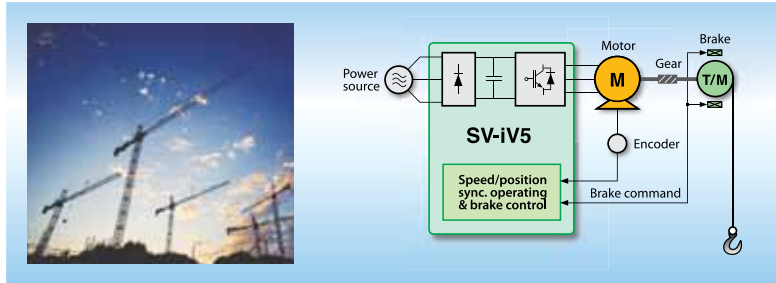 Power
source
SV-iV5
Motor
M
Gear
Brake
T/M
Encoder
Speed/position
sync. operating
& brake control
Brake command